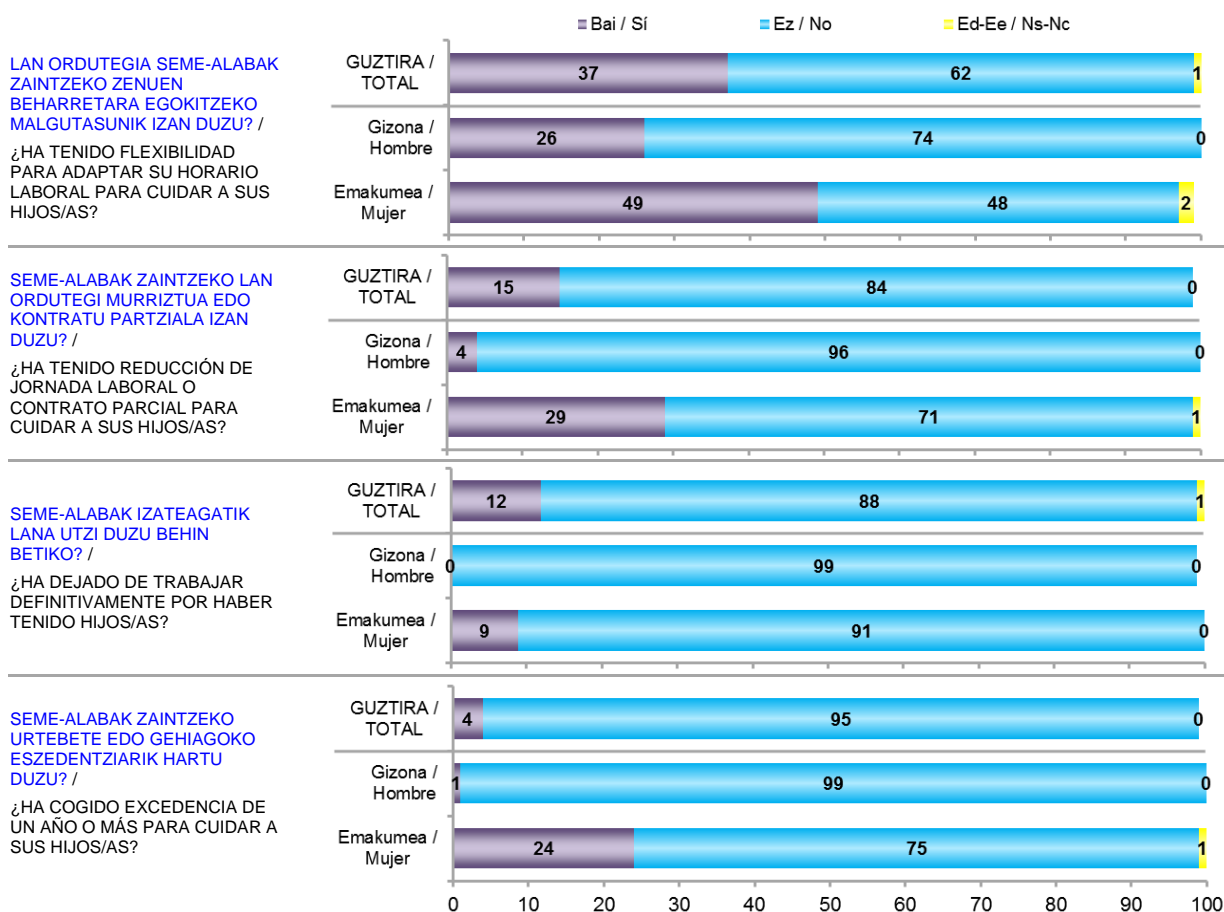 Bai / Sí Ez / No Ed-Ee / Ns-Nc
LAN ORDUTEGIA SEME-ALABAK
ZAINTZEKO ZENUEN
BEHARRETARA EGOKITZEKO
MALGUTASUNIK IZAN DUZU? /
¿HA TENIDO FLEXIBILIDAD
PARA ADAPTAR SU HORARIO
LABORAL PARA CUIDAR A SUS
HIJOS/AS?
GUZTIRA /
TOTAL
37 62 1
Gizona /
Hombre
26 74 0
Emakumea /
Mujer
49 48 2
SEME-ALABAK ZAINTZEKO LAN
ORDUTEGI MURRIZTUA EDO
KONTRATU PARTZIALA IZAN
DUZU? /
¿HA TENIDO REDUCCIÓN DE
JORNADA LABORAL O
CONTRATO PARCIAL PARA
CUIDAR A SUS HIJOS/AS?
GUZTIRA /
TOTAL
15 84 0
Gizona /
Hombre
4 96 0
Emakumea /
Mujer
29 71 1
SEME-ALABAK IZATEAGATIK
LANA UTZI DUZU BEHIN
BETIKO? /
¿HA DEJADO DE TRABAJAR
DEFINITIVAMENTE POR HABER
TENIDO HIJOS/AS?
GUZTIRA /
TOTAL
12 88 1
Gizona /
Hombre
0 99 0
Emakumea /
Mujer
9 91 0
SEME-ALABAK ZAINTZEKO
URTEBETE EDO GEHIAGOKO
ESZEDENTZIARIK HARTU
DUZU? /
¿HA COGIDO EXCEDENCIA DE
UN AÑO O MÁS PARA CUIDAR A
SUS HIJOS/AS?
GUZTIRA /
TOTAL
4 95 0
Gizona /
Hombre
1 99 0
Emakumea /
Mujer
24 75 1
0 10 20 30 40 50 60 70 80 90 100